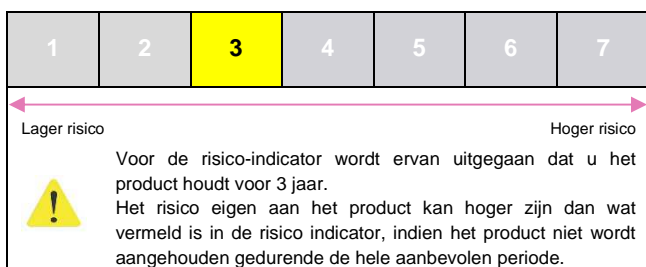 1 2 3 4 5 6 7
Lager risico Hoger risico
Voor de risico-indicator wordt ervan uitgegaan dat u het
product houdt voor 3 jaar.
Het risico eigen aan het product kan hoger zijn dan wat
vermeld is in de risico indicator, indien het product niet wordt
aangehouden gedurende de hele aanbevolen periode.